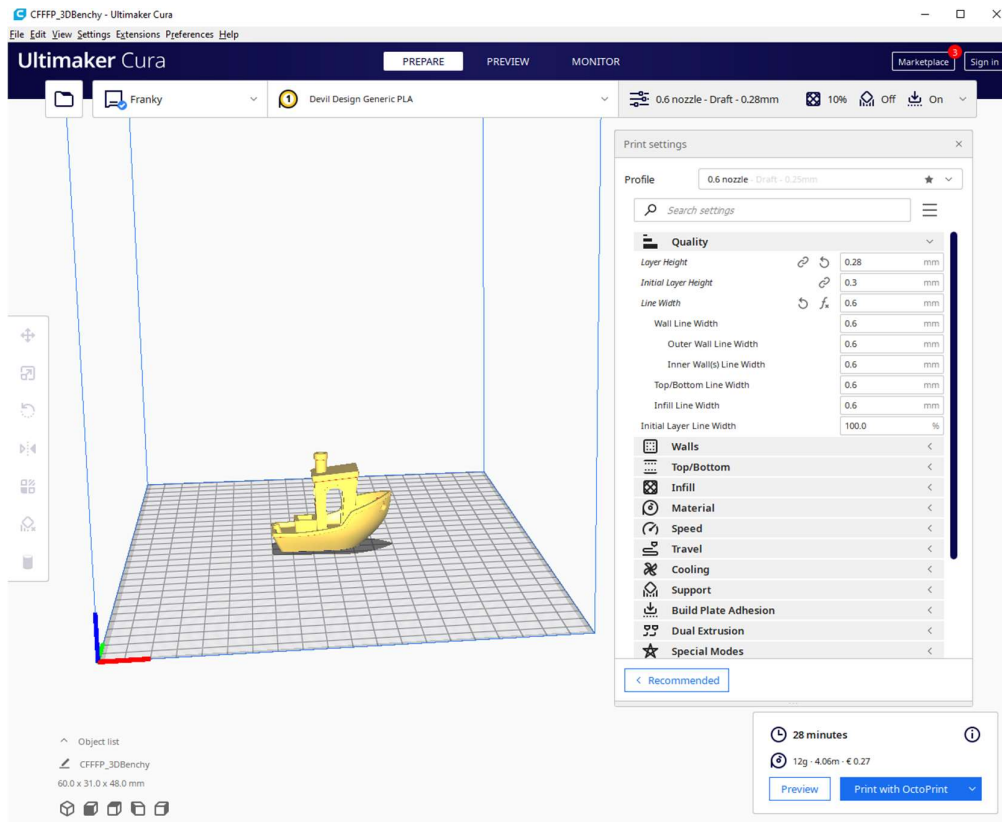 CFFFP_3DBenchy - Ultimaker Cura
File Edit View Settings Extensions Preferences Help
Ultimaker Cura
PREPARE
PREVIEW
MONITOR
Marketplace
3
Sign in
Franky
1
Devil Design Generic PLA
0.6 nozzle - Draft - 0.28mm
10%
Off
On
Print settings
Profile
0.6 nozzle - Draft - 0.25mm
Search settings
Quality
Layer Height 0.28 mm
Initial Layer Height 0.3 mm
Line Width fx 0.6 mm
Wall Line Width 0.6 mm
Outer Wall Line Width 0.6 mm
Inner Wall(s) Line Width 0.6 mm
Top/Bottom Line Width 0.6 mm
Infill Line Width 0.6 mm
Initial Layer Line Width 100.0 %
Walls
Top/Bottom
Infill
Material
Speed
Travel
Cooling
Support
Build Plate Adhesion
Dual Extrusion
Special Modes
Recommended
Object list
CFFFP_3DBenchy
60.0 x 31.0 x 48.0 mm
28 minutes
12g · 4.06m · € 0.27
Preview
Print with OctoPrint